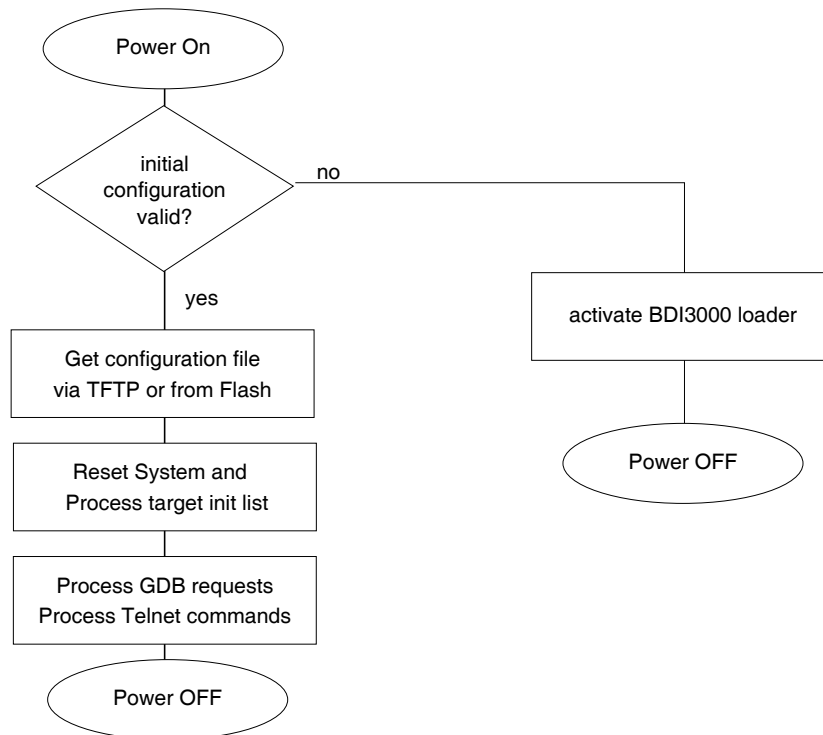 Power On
initial
configuration
valid?
no
yes
activate BDI3000 loader
Get configuration file
via TFTP or from Flash
Power OFF
Reset System and
Process target init list
Process GDB requests
Process Telnet commands
Power OFF